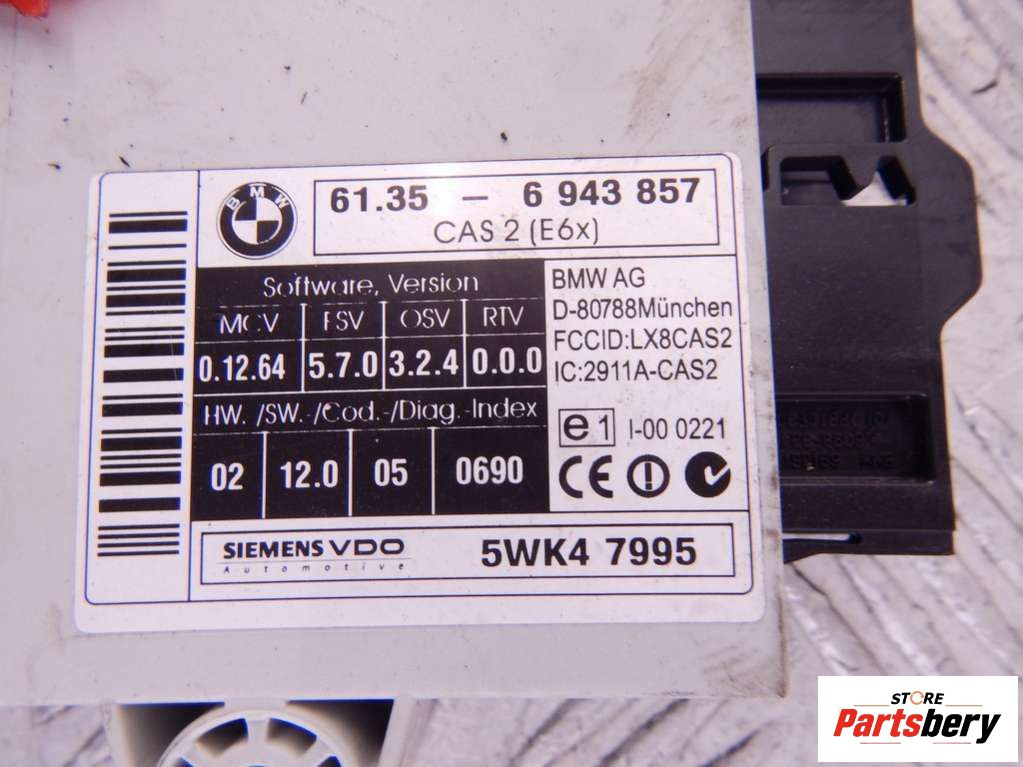 BMW
61.35 – 6 943 857
CAS 2 (E6x)
Software, Version
MCV FSV OSV RTV
0.12.64 5.7.0 3.2.4 0.0.0
HW. /SW.-/Cod.-/Diag.-Index
02 12.0 05 0690
BMW AG
D-80788München
FCCID:LX8CAS2
IC:2911A-CAS2
e1 I-00 0221
CE
SIEMENS VDO
Automotive
5WK4 7995
STORE
Partsbery